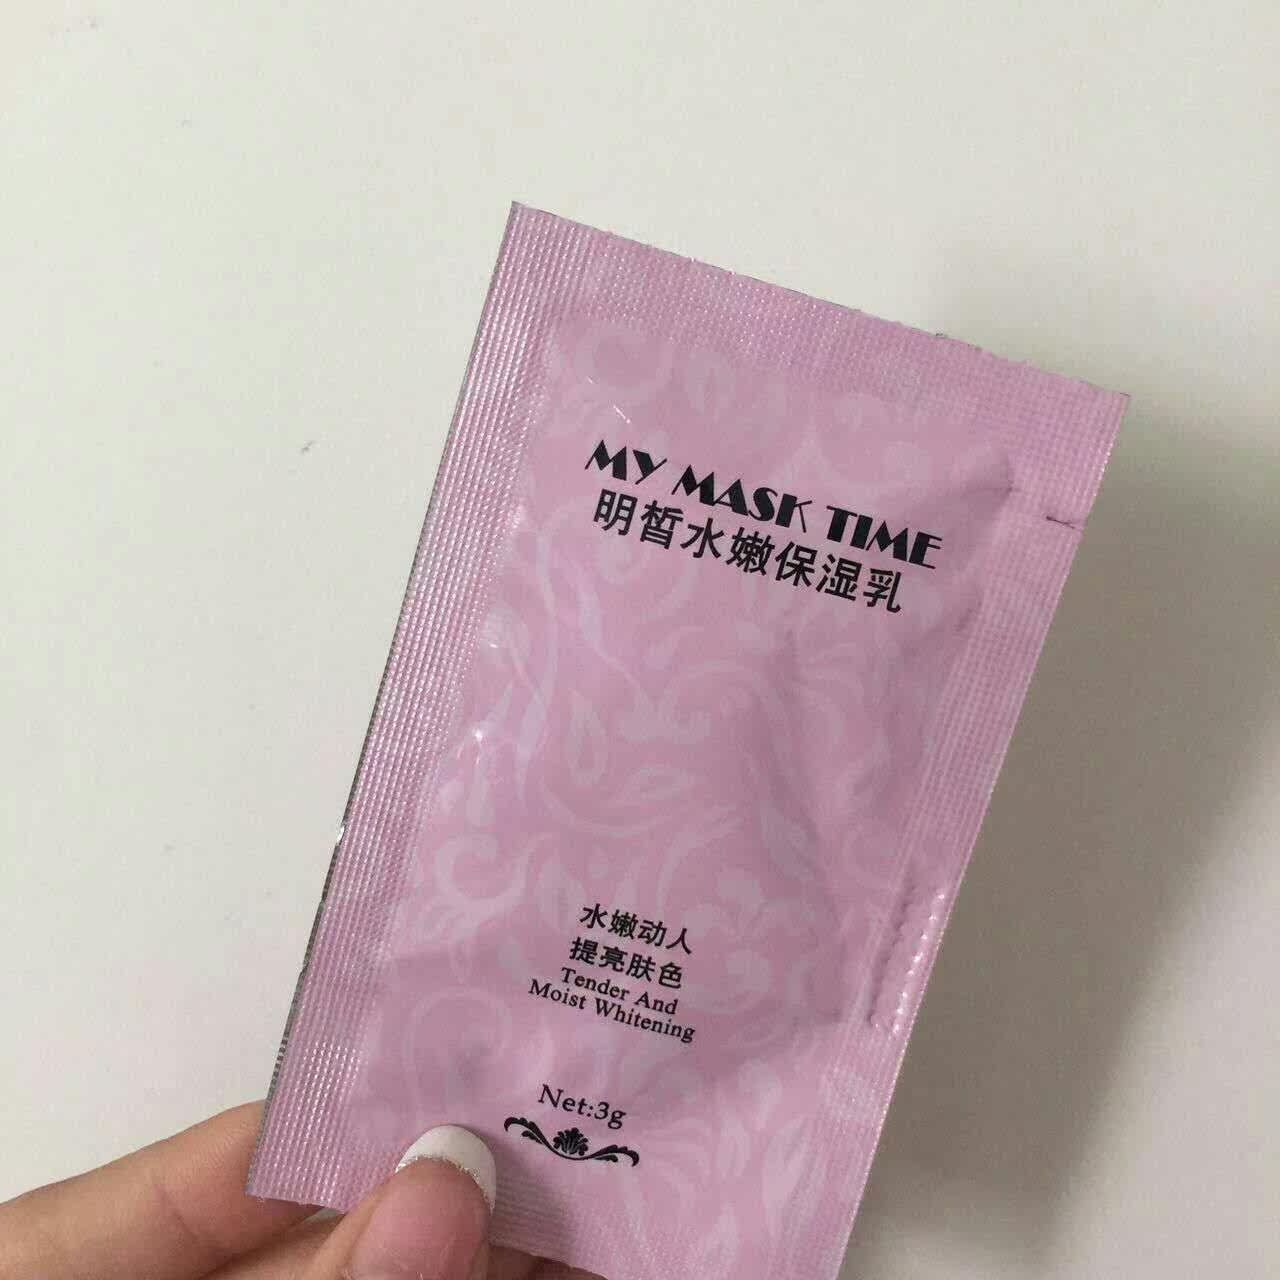 MY MASK TIME
明皙水嫩保湿乳
水嫩动人
提亮肤色
Tender And
Moist Whitening
Net:3g